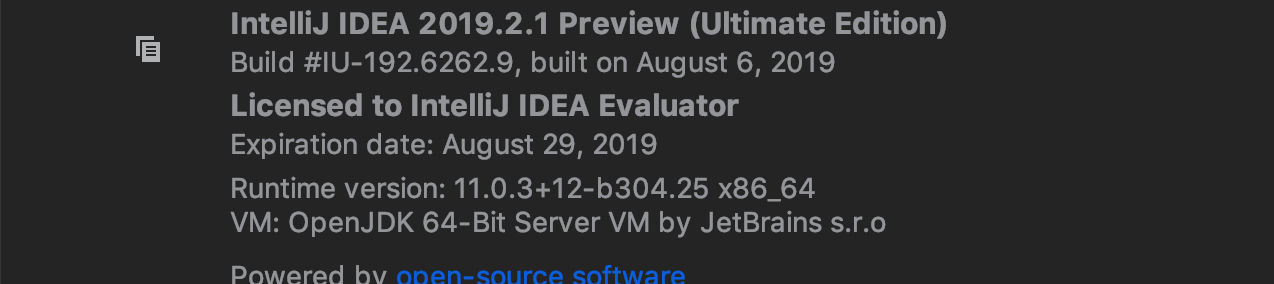 IntelliJ IDEA 2019.2.1 Preview (Ultimate Edition)
Build #IU-192.6262.9, built on August 6, 2019
Licensed to IntelliJ IDEA Evaluator
Expiration date: August 29, 2019
Runtime version: 11.0.3+12-b304.25 x86_64
VM: OpenJDK 64-Bit Server VM by JetBrains s.r.o
Powered by open-source software